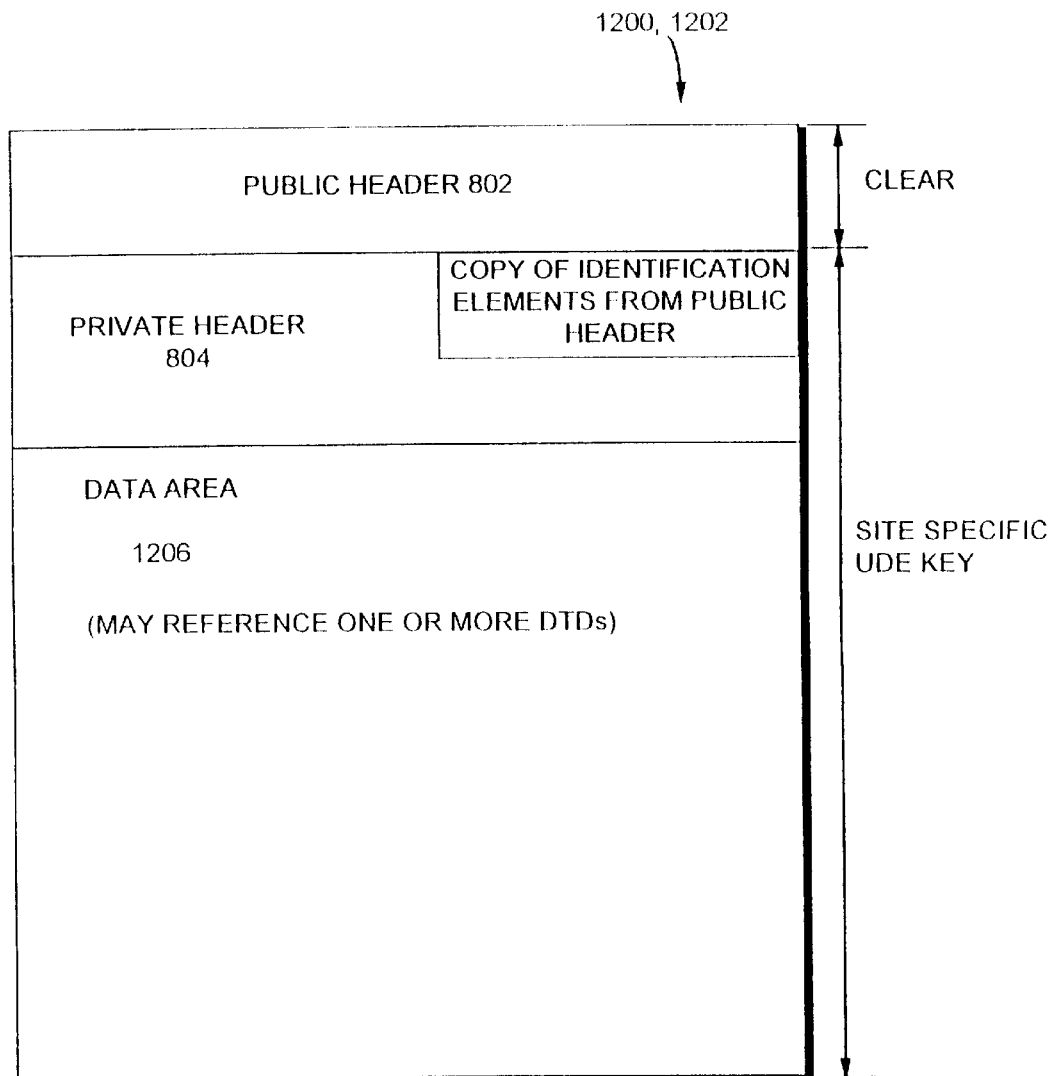 1200, 1202
PUBLIC HEADER 802
CLEAR
COPY OF IDENTIFICATION
ELEMENTS FROM PUBLIC
HEADER
PRIVATE HEADER
804
DATA AREA
1206
(MAY REFERENCE ONE OR MORE DTDs)
SITE SPECIFIC
UDE KEY